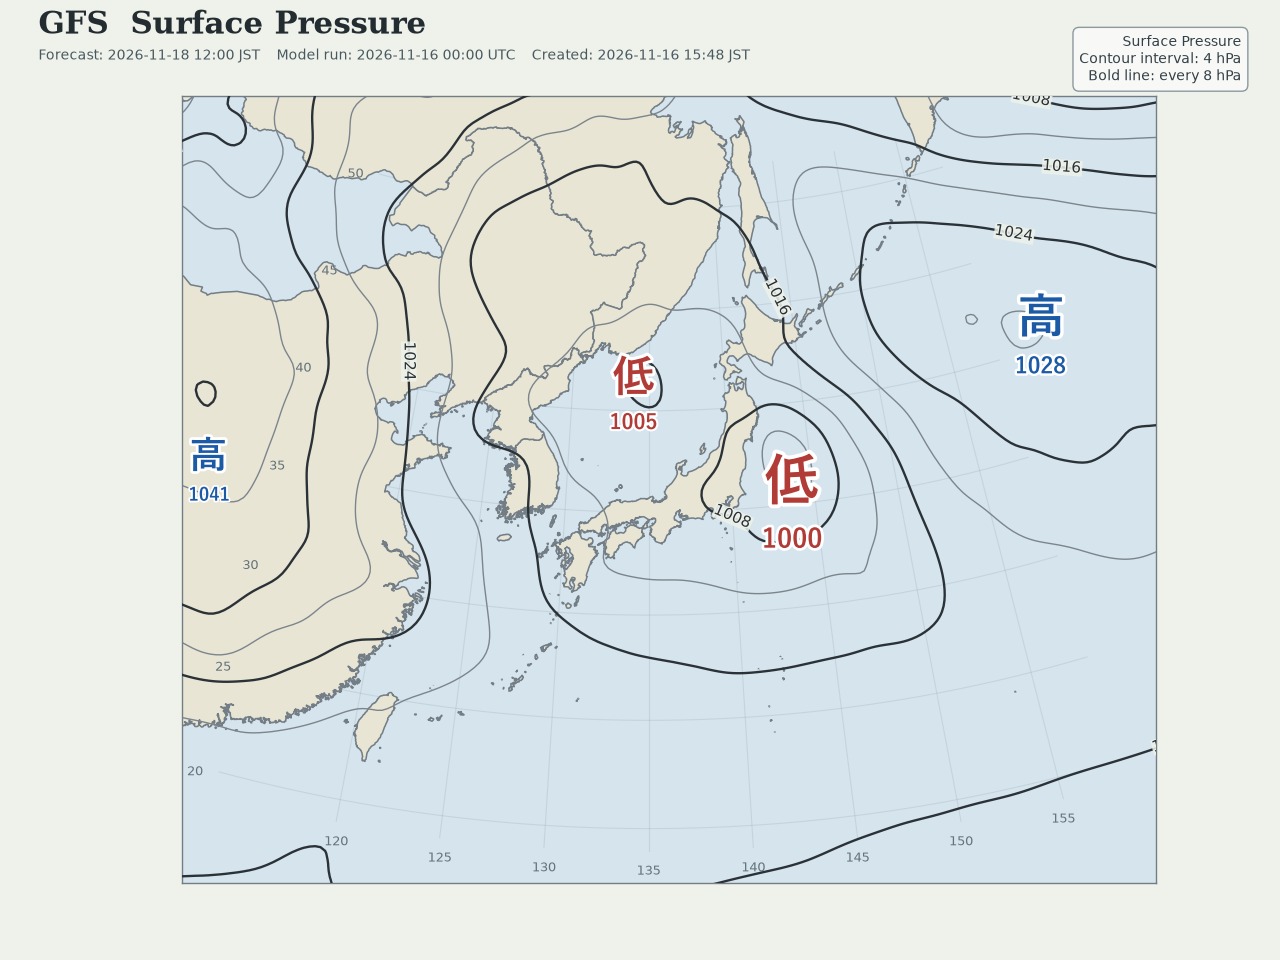 GFS  Surface Pressure
Forecast: 2026-11-18 12:00 JST    Model run: 2026-11-16 00:00 UTC    Created: 2026-11-16 15:48 JST
Surface Pressure
Contour interval: 4 hPa
Bold line: every 8 hPa
1008
1016
50
1024
45
1016
高
1028
1024
40
低
1005
高
1041
35
低
1000
1008
30
25
20
155
120
125
130
135
140
145
150